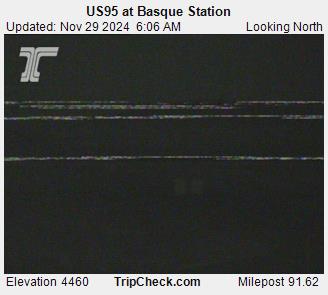 US95 at Basque Station
Updated: Nov 29 2024 6:06 AM Looking North
Elevation 4460 TripCheck.com Milepost 91.62